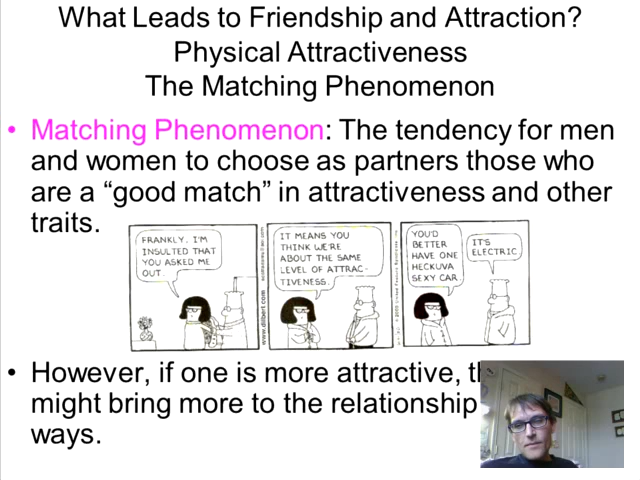 What Leads to Friendship and Attraction?
Physical Attractiveness
The Matching Phenomenon
• Matching Phenomenon: The tendency for men
and women to choose as partners those who
are a “good match” in attractiveness and other
traits.
FRANKLY, I'M
INSULTED THAT
YOU ASKED ME
OUT.
www.dilbert.com
IT MEANS YOU
THINK WE'RE
ABOUT THE SAME
LEVEL OF ATTRAC-
TIVENESS.
YOU'D
BETTER
HAVE ONE
HECKUVA
SEXY CAR.
IT'S
ELECTRIC.
• However, if one is more attractive,
might bring more to the relationship
ways.